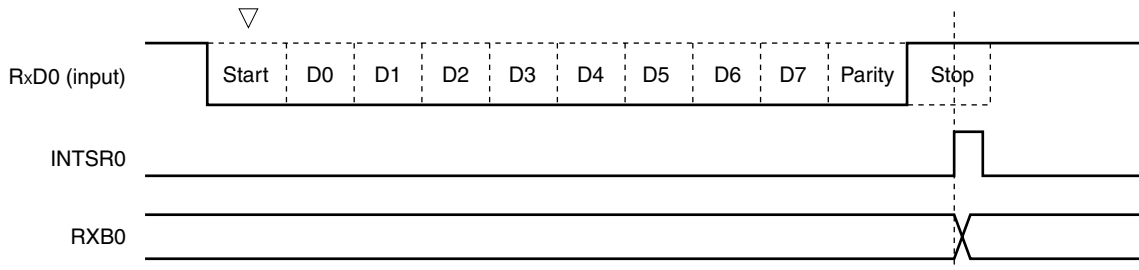 RxD0 (input) Start D0 D1 D2 D3 D4 D5 D6 D7 Parity Stop
INTSR0
RXB0